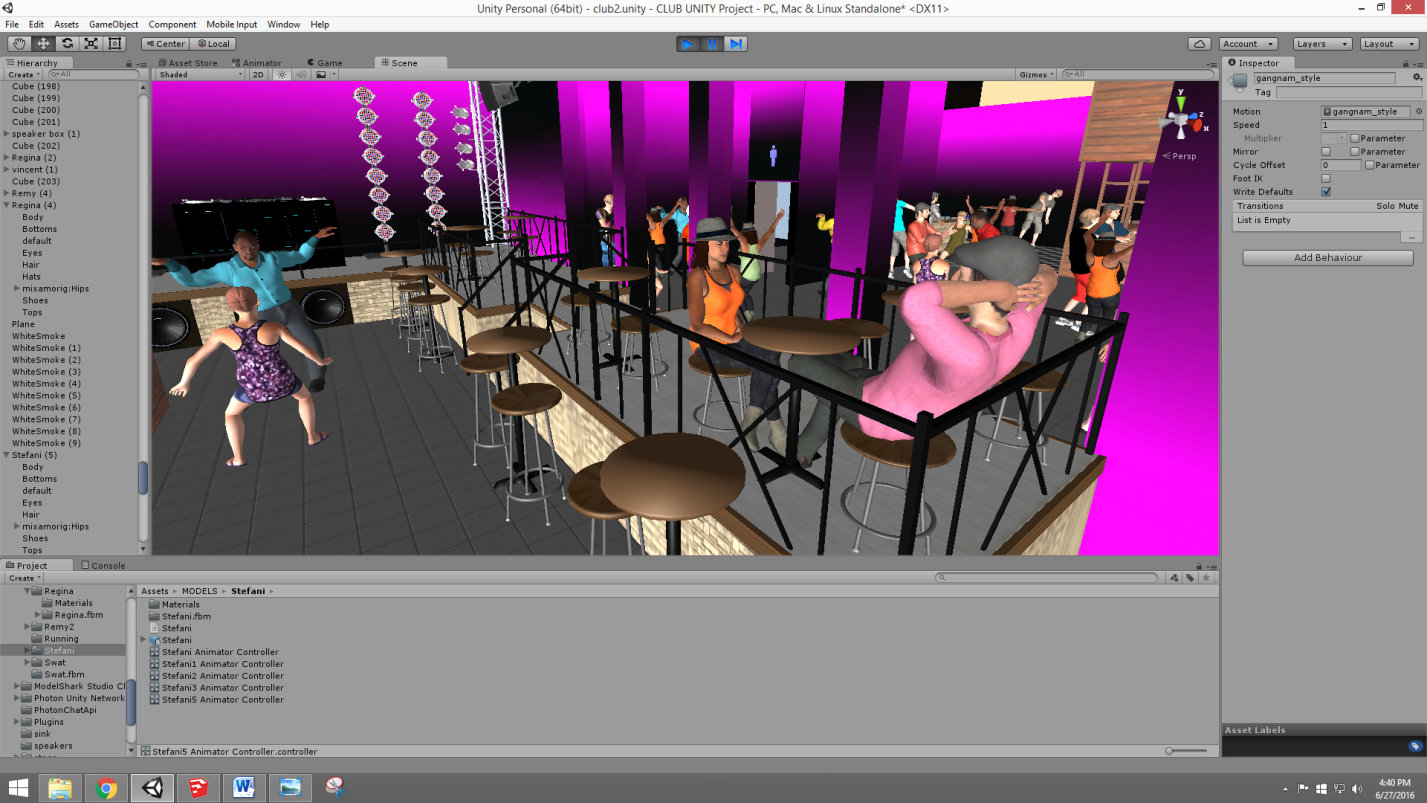 Unity Personal (64bit) - club2.unity - CLUB UNITY Project - PC, Mac & Linux Standalone* <DX11>
File Edit Assets GameObject Component Mobile Input Window Help
Center Local Account Layers Layout
Hierarchy Asset Store Animator Game Scene Inspector
Create All Shaded 2D Gizmos All
gangnam_style
Tag
Cube (198)
Cube (199)
Cube (200)
Cube (201)
speaker box (1)
Cube (202)
Regina (2)
vincent (1)
Cube (203)
Remy (4)
Regina (4)
Body
Bottoms
default
Eyes
Hair
Hats
mixamorig:Hips
Shoes
Tops
Plane
WhiteSmoke
WhiteSmoke (1)
WhiteSmoke (2)
WhiteSmoke (3)
WhiteSmoke (4)
WhiteSmoke (5)
WhiteSmoke (6)
WhiteSmoke (7)
WhiteSmoke (8)
WhiteSmoke (9)
Stefani (5)
Body
Bottoms
default
Eyes
Hair
mixamorig:Hips
Shoes
Tops
y
z
x
Persp
Motion gangnam_style
Speed 1
Multiplier Parameter
Mirror Parameter
Cycle Offset 0 Parameter
Foot IK
Write Defaults
Transitions Solo Mute
List is Empty
Add Behaviour
Project Console
Create
Regina
Materials
Regina.fbm
Remy2
Running
Stefani
Swat
Swat.fbm
ModelShark Studio Cl
Photon Unity Network
PhotonChatApi
Plugins
sink
speakers
Assets MODELS Stefani
Materials
Stefani.fbm
Stefani
Stefani
Stefani Animator Controller
Stefani1 Animator Controller
Stefani2 Animator Controller
Stefani3 Animator Controller
Stefani5 Animator Controller
Stefani5 Animator Controller.controller
Asset Labels
4:40 PM
6/27/2016